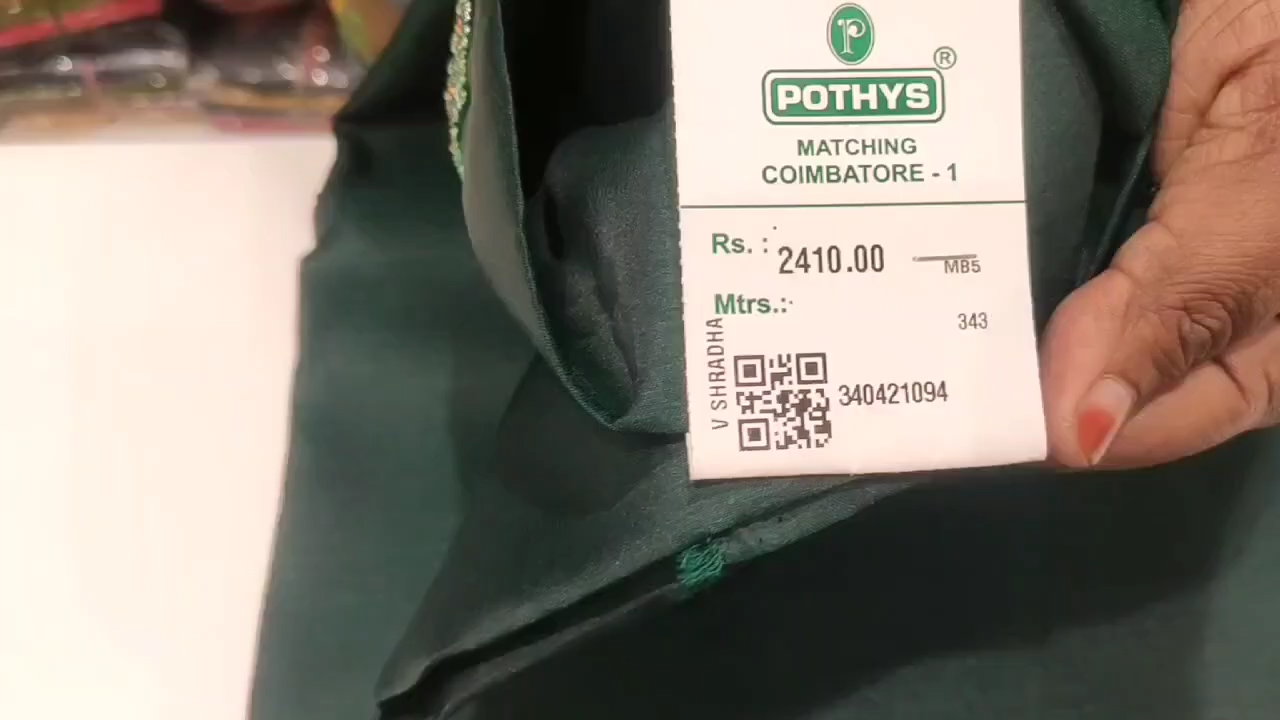 P
POTHYS ®
MATCHING
COIMBATORE - 1
Rs. : 2410.00 MB5
Mtrs.:
343
V SHRADHA
340421094